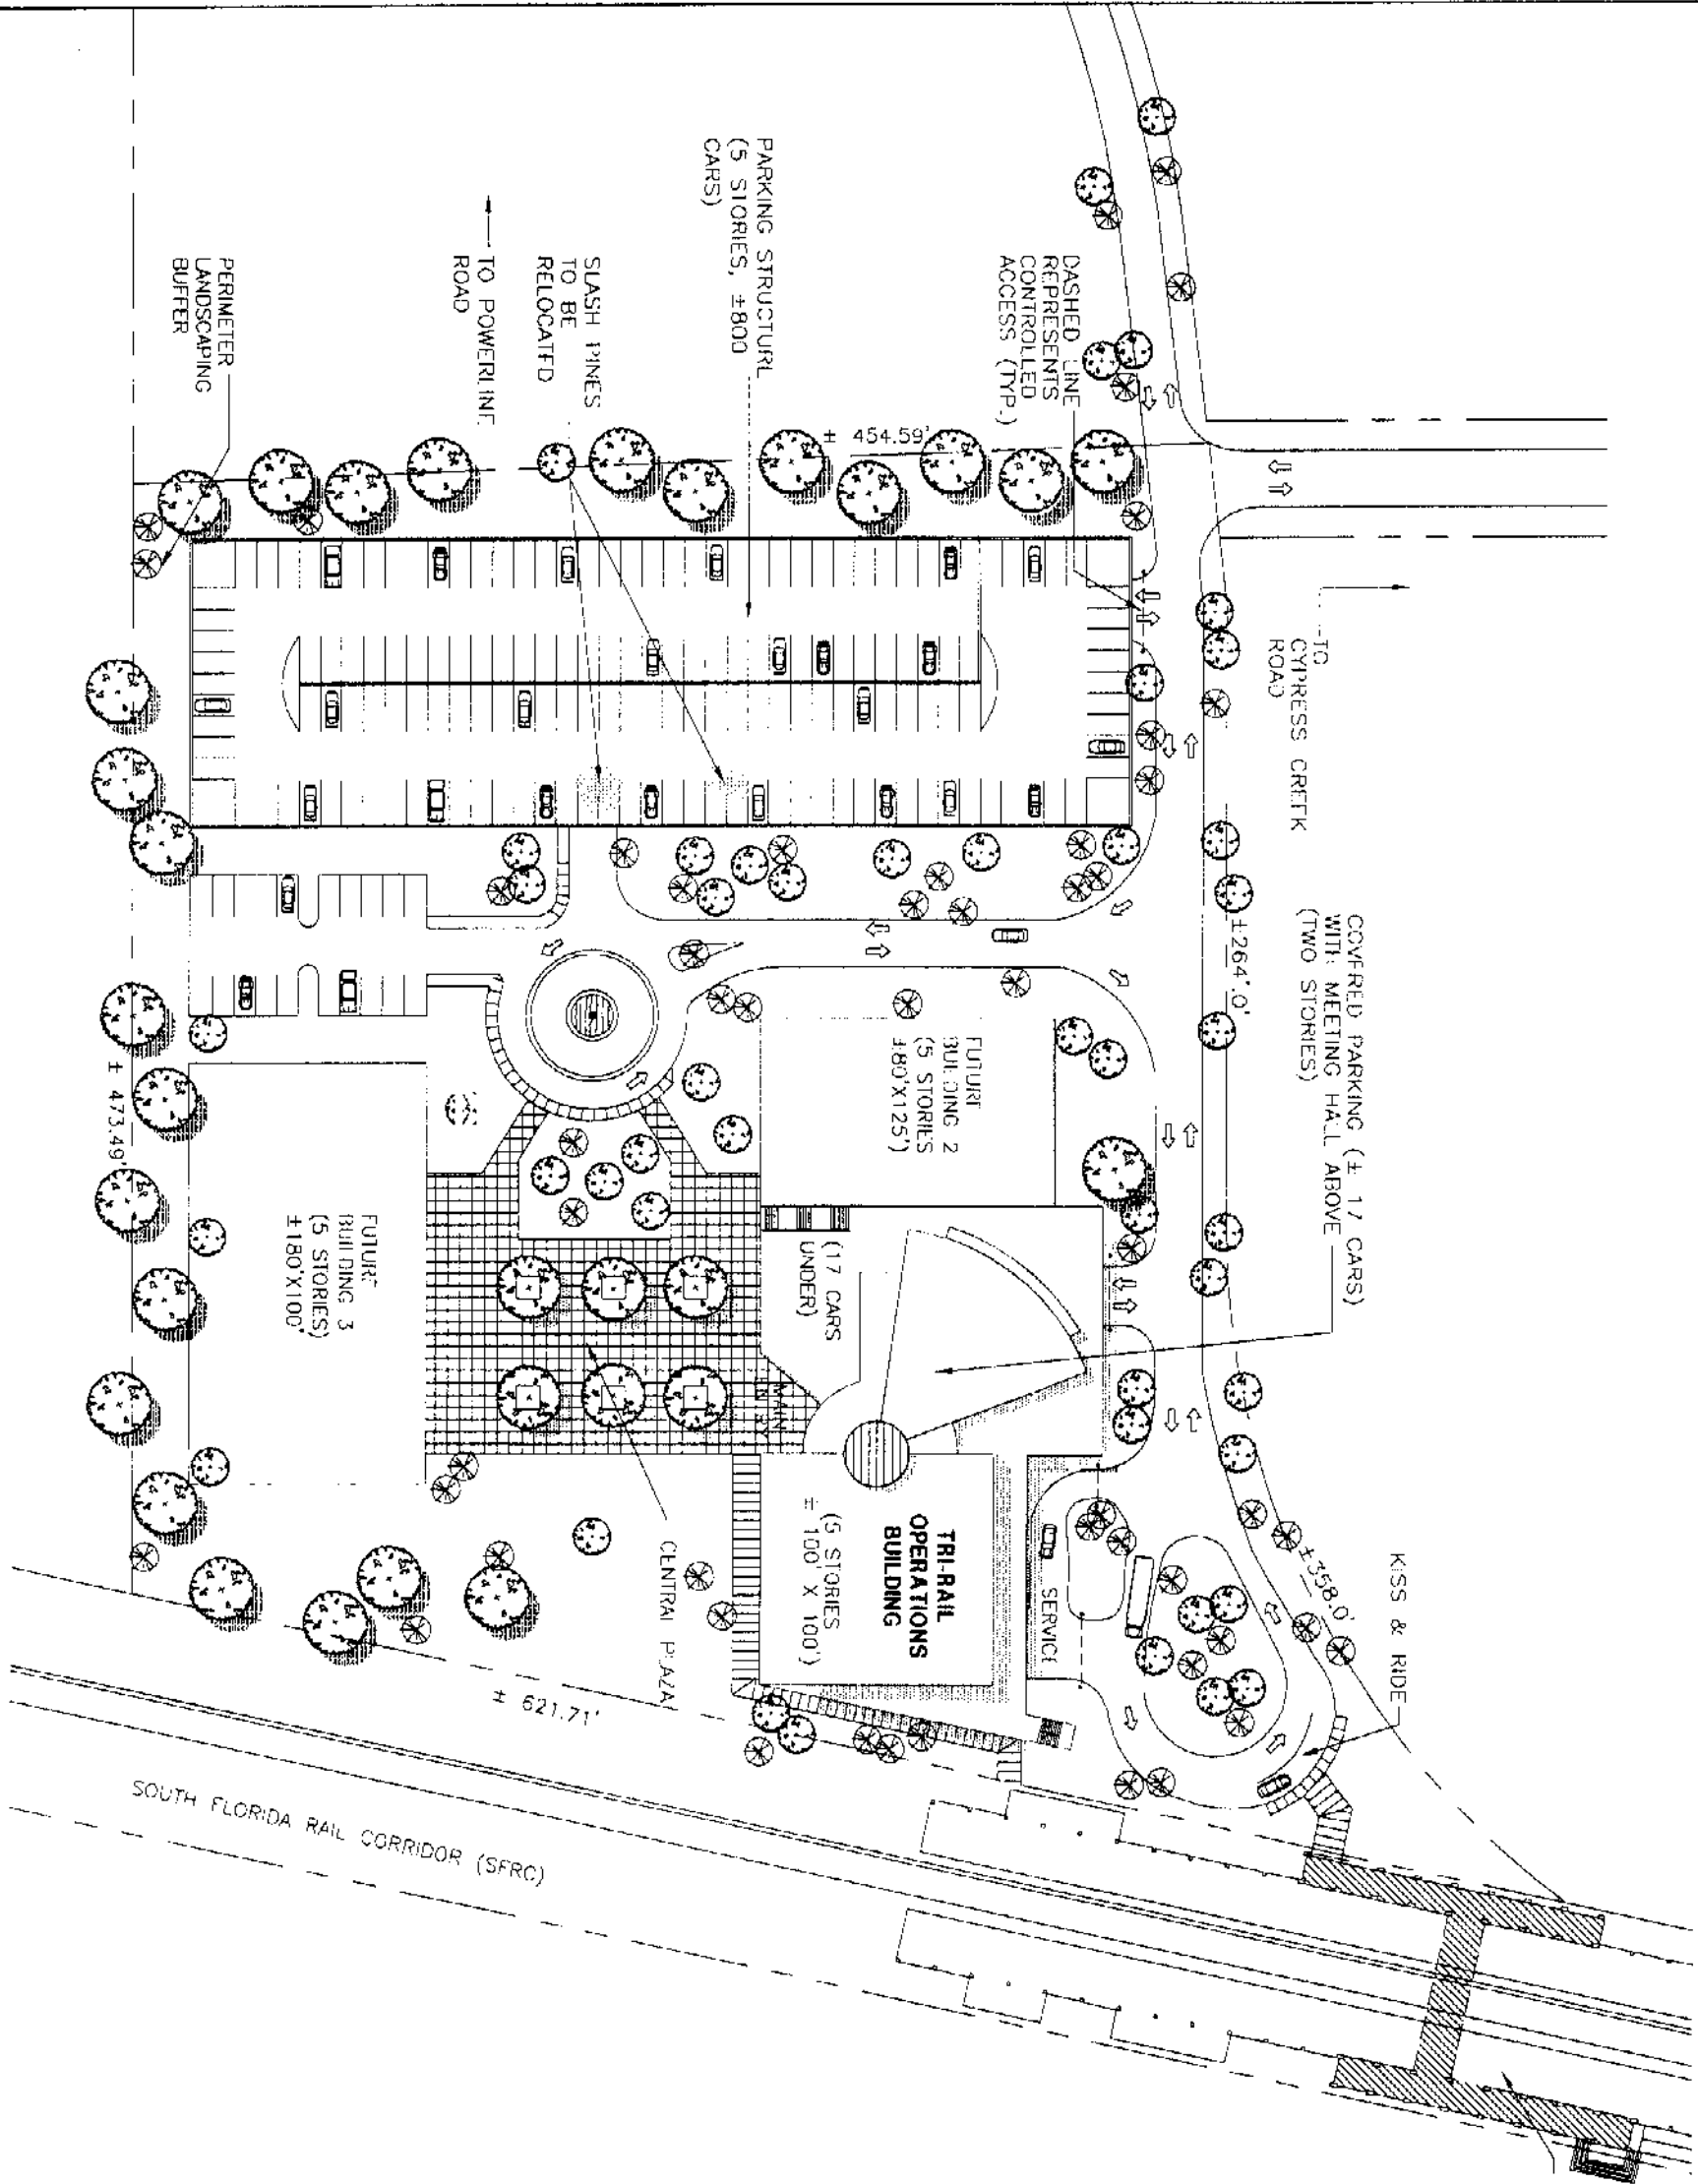 PARKING STRUCTURE
(5 STORIES, ±800
CARS)
DASHED LINE
REPRESENTS
CONTROLLED
ACCESS (TYP.)
SLASH PINES
TO BE
RELOCATED
TO POWERLINE
ROAD
PERIMETER
LANDSCAPING
BUFFER
± 454.59'
TO
CYPRESS CREEK
ROAD
±264'.0'
COVERED PARKING (± 17 CARS)
WITH MEETING HALL ABOVE
(TWO STORIES)
FUTURE
BUILDING 2
(5 STORIES
±80'X125')
(17 CARS
UNDER)
MAIN
FUTURE
BUILDING 3
(5 STORIES)
±180'X100'
± 473.49'
CENTRAL PLAZA
TRI-RAIL
OPERATIONS
BUILDING
(5 STORIES
± 100' X 100')
SERVICE
KISS & RIDE
±358.0'
± 621.71'
SOUTH FLORIDA RAIL CORRIDOR (SFRC)